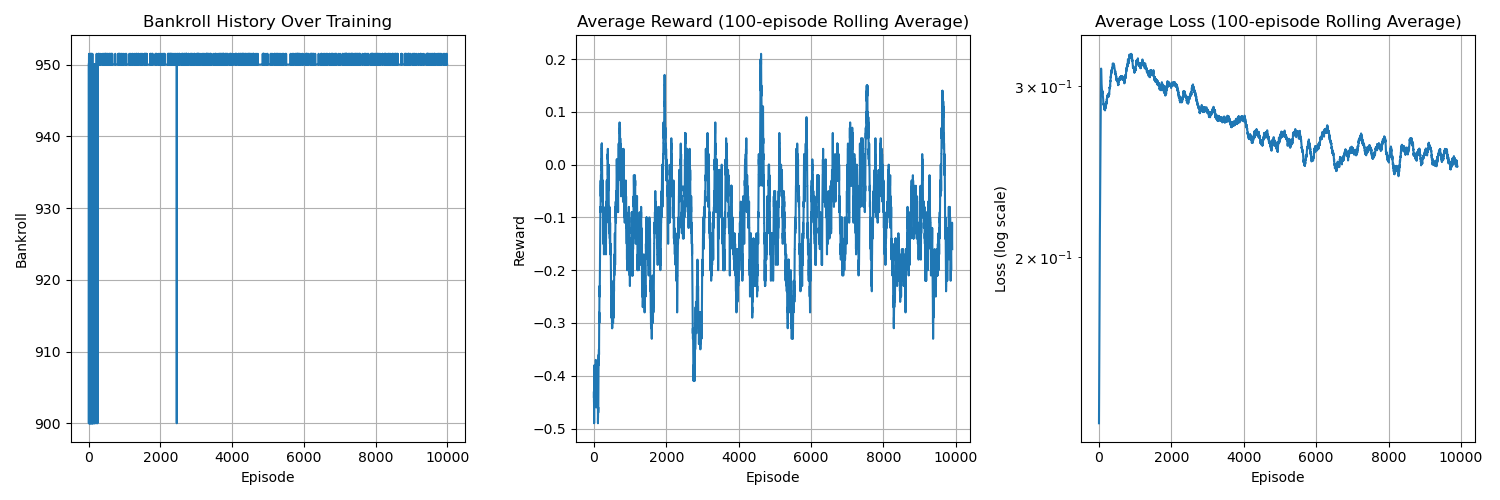 Bankroll History Over Training
Bankroll
950
940
930
920
910
900
0 2000 4000 6000 8000 10000
Episode
Average Reward (100-episode Rolling Average)
Reward
0.2
0.1
0.0
−0.1
−0.2
−0.3
−0.4
−0.5
0 2000 4000 6000 8000 10000
Episode
Average Loss (100-episode Rolling Average)
Loss (log scale)
3 × 10⁻¹
2 × 10⁻¹
0 2000 4000 6000 8000 10000
Episode